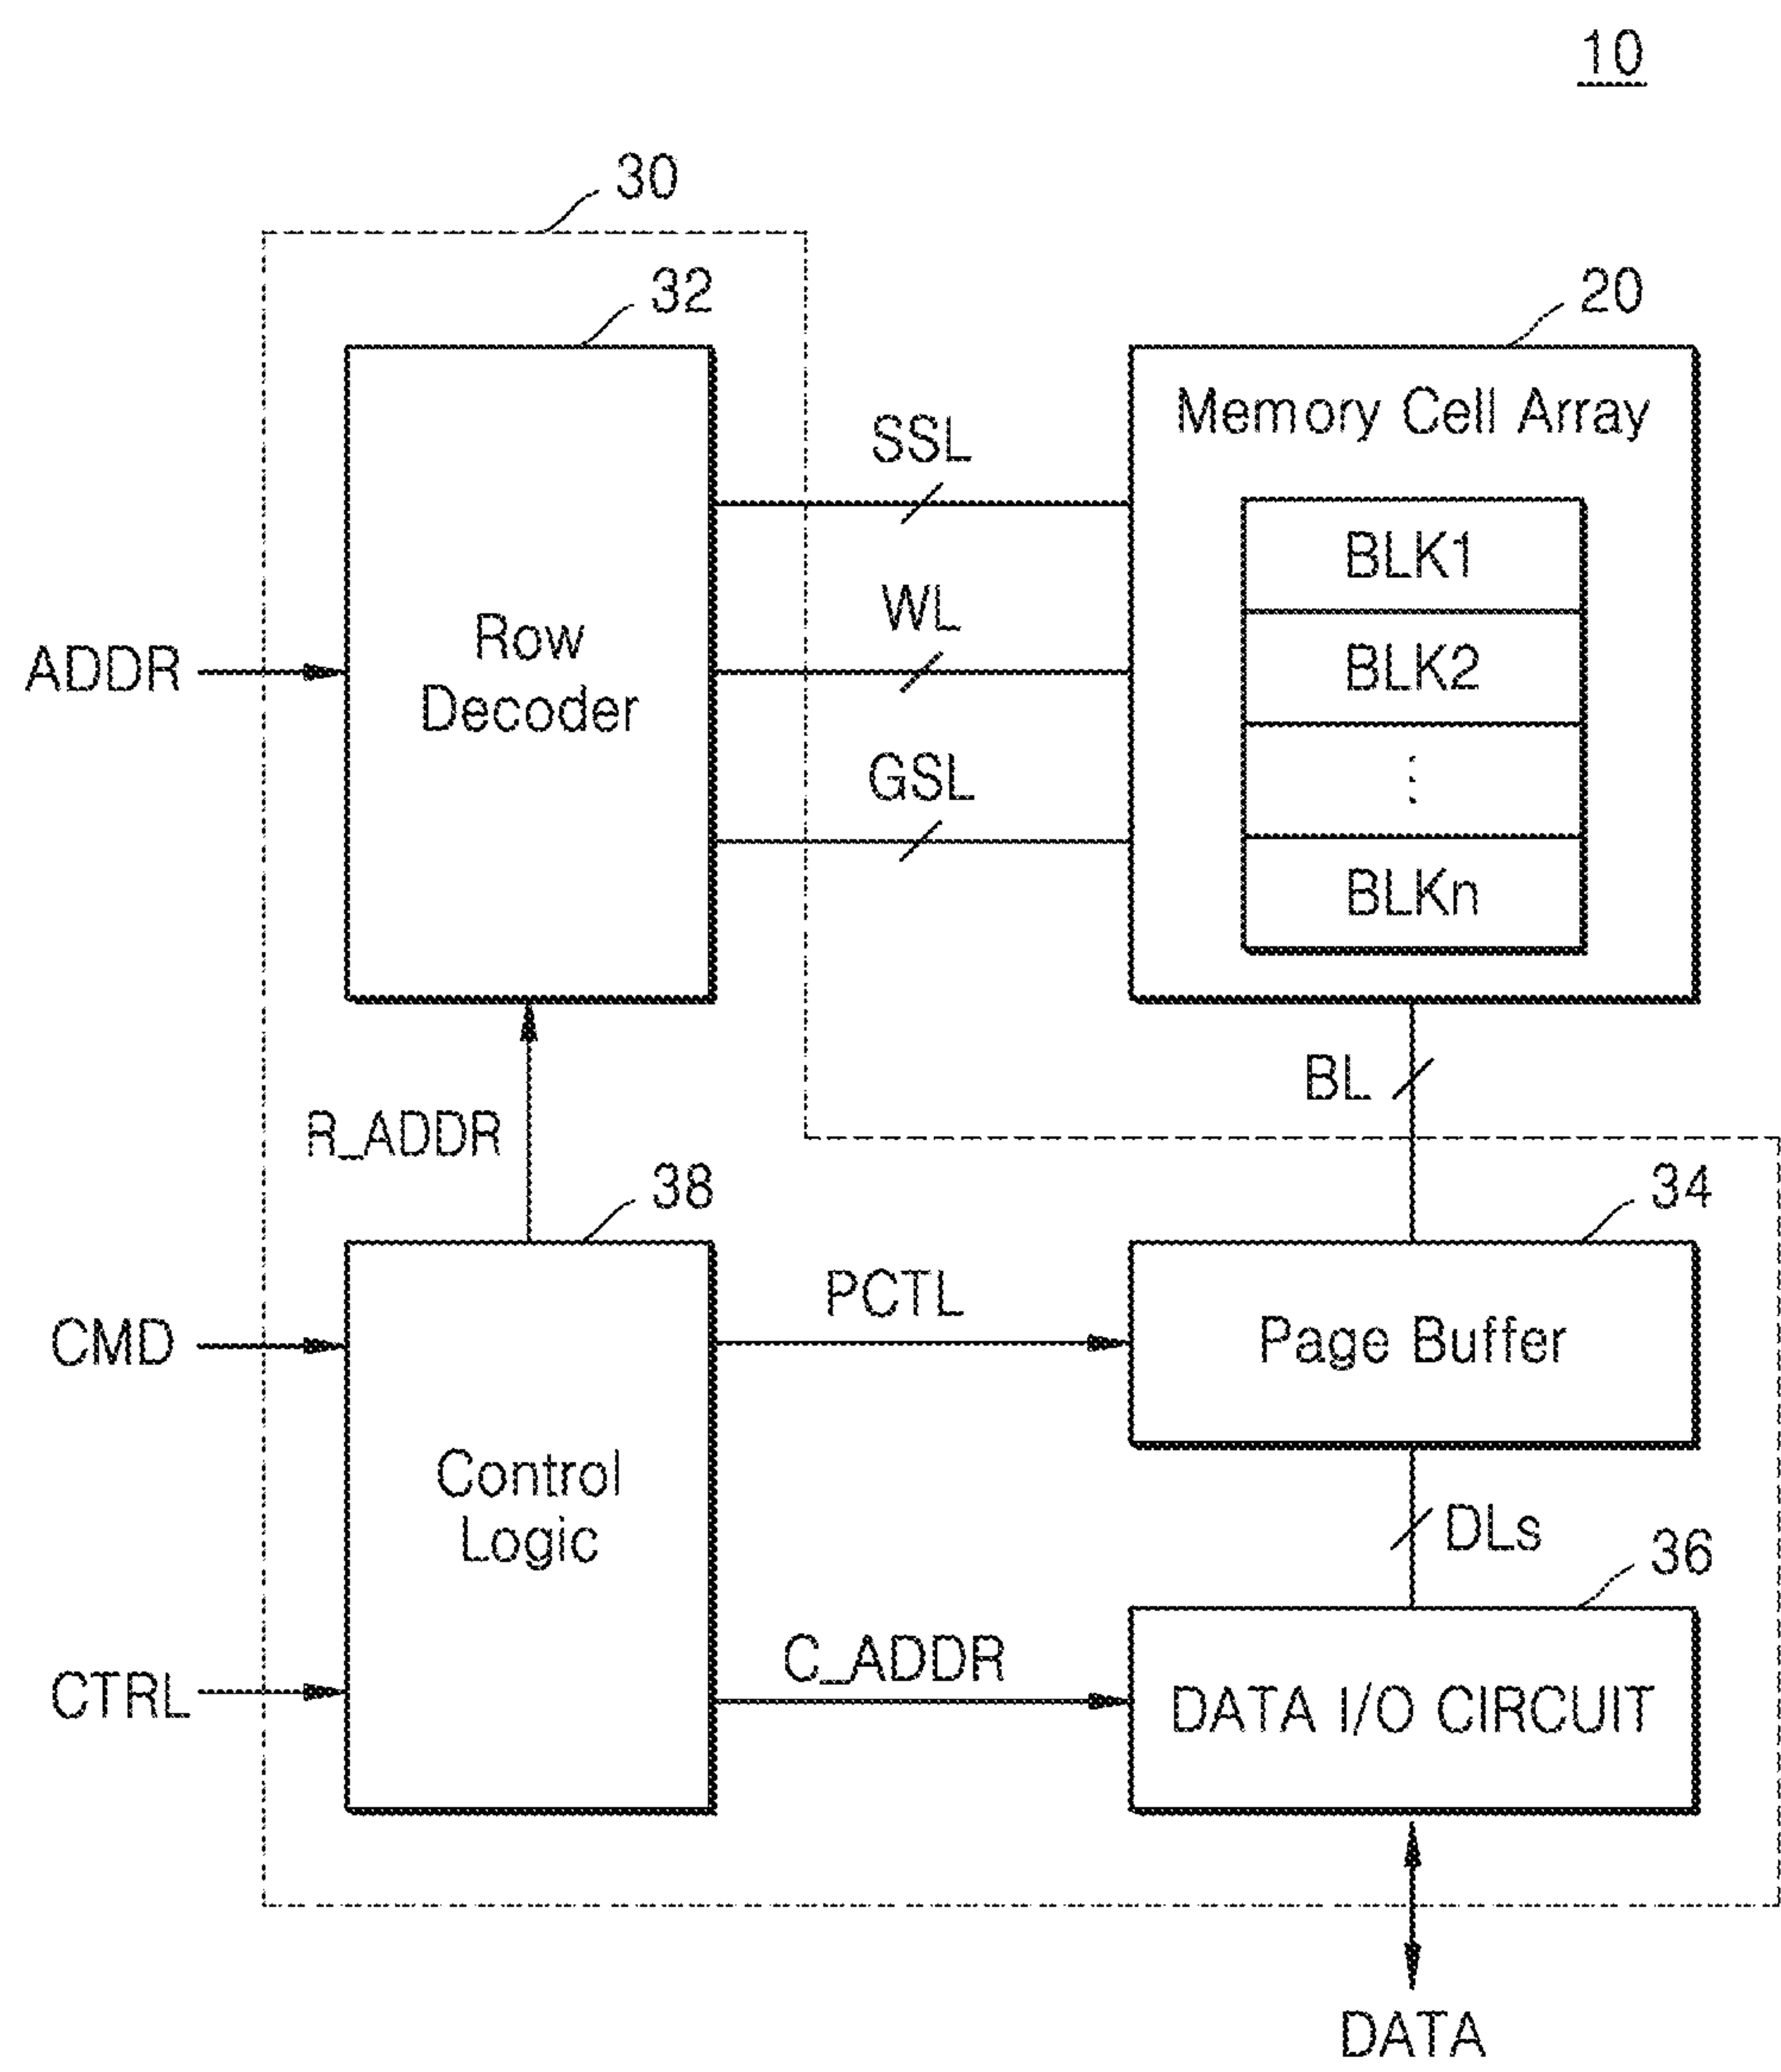 10
30
32
20
Memory Cell Array
SSL
BLK1
WL
BLK2
ADDR
Row
Decoder
GSL
⋮
BLKn
BL
R_ADDR
38
34
PCTL
CMD
Page Buffer
Control
Logic
DLs
36
C_ADDR
CTRL
DATA I/O CIRCUIT
DATA